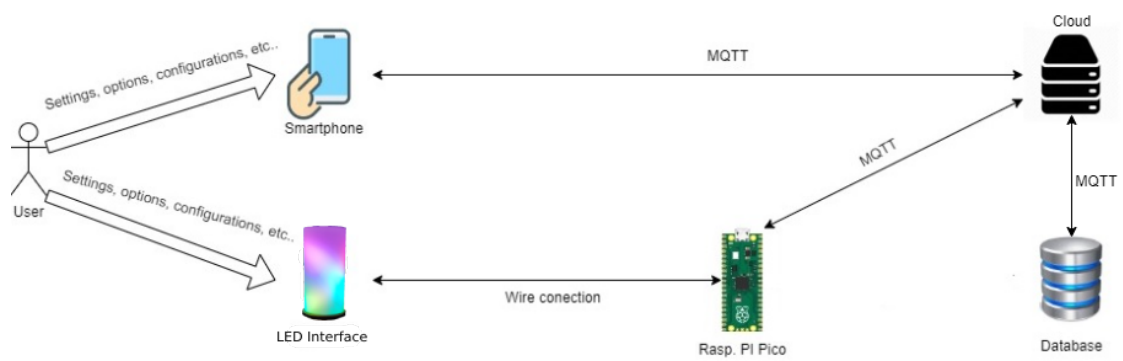 Cloud
Settings, options, configurations, etc..
MQTT
Smartphone
MQTT
Settings, options, configurations, etc..
MQTT
User
Wire conection
LED Interface
Rasp. PI Pico
Database